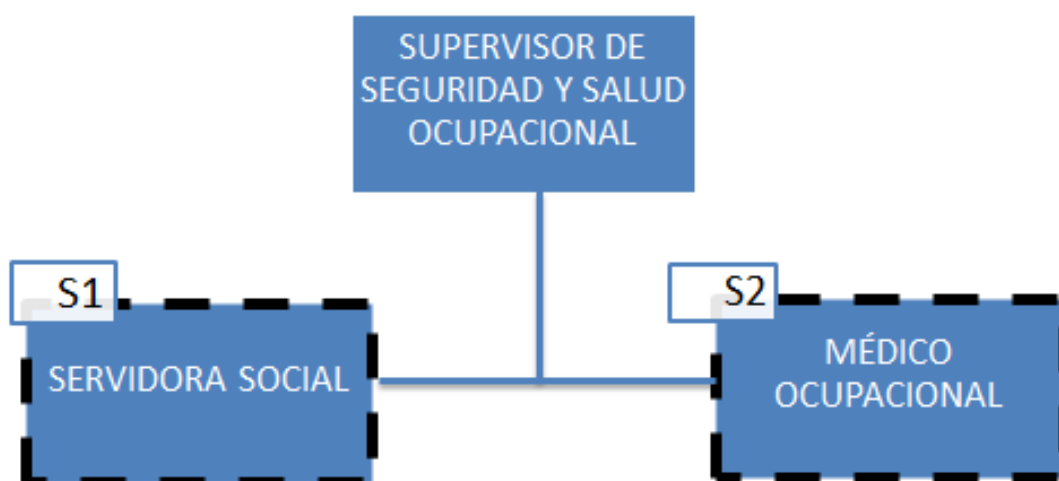 SUPERVISOR DE
SEGURIDAD Y SALUD
OCUPACIONAL
S1
SERVIDORA SOCIAL
S2
MÉDICO
OCUPACIONAL